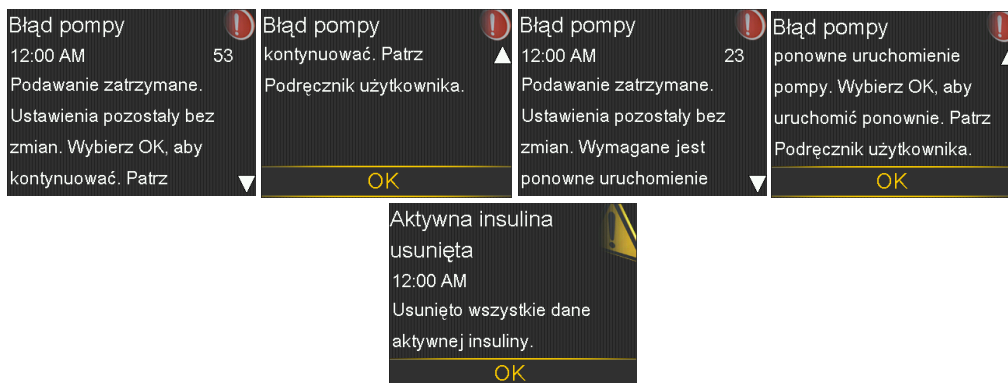 Błąd pompy
12:00 AM 53
Podawanie zatrzymane.
Ustawienia pozostały bez
zmian. Wybierz OK, aby
kontynuować. Patrz
Błąd pompy
kontynuować. Patrz
Podręcznik użytkownika.
OK
Błąd pompy
12:00 AM 23
Podawanie zatrzymane.
Ustawienia pozostały bez
zmian. Wymagane jest
ponowne uruchomienie
Błąd pompy
ponowne uruchomienie
pompy. Wybierz OK, aby
uruchomić ponownie. Patrz
Podręcznik użytkownika.
OK
Aktywna insulina
usunięta
12:00 AM
Usunięto wszystkie dane
aktywnej insuliny.
OK